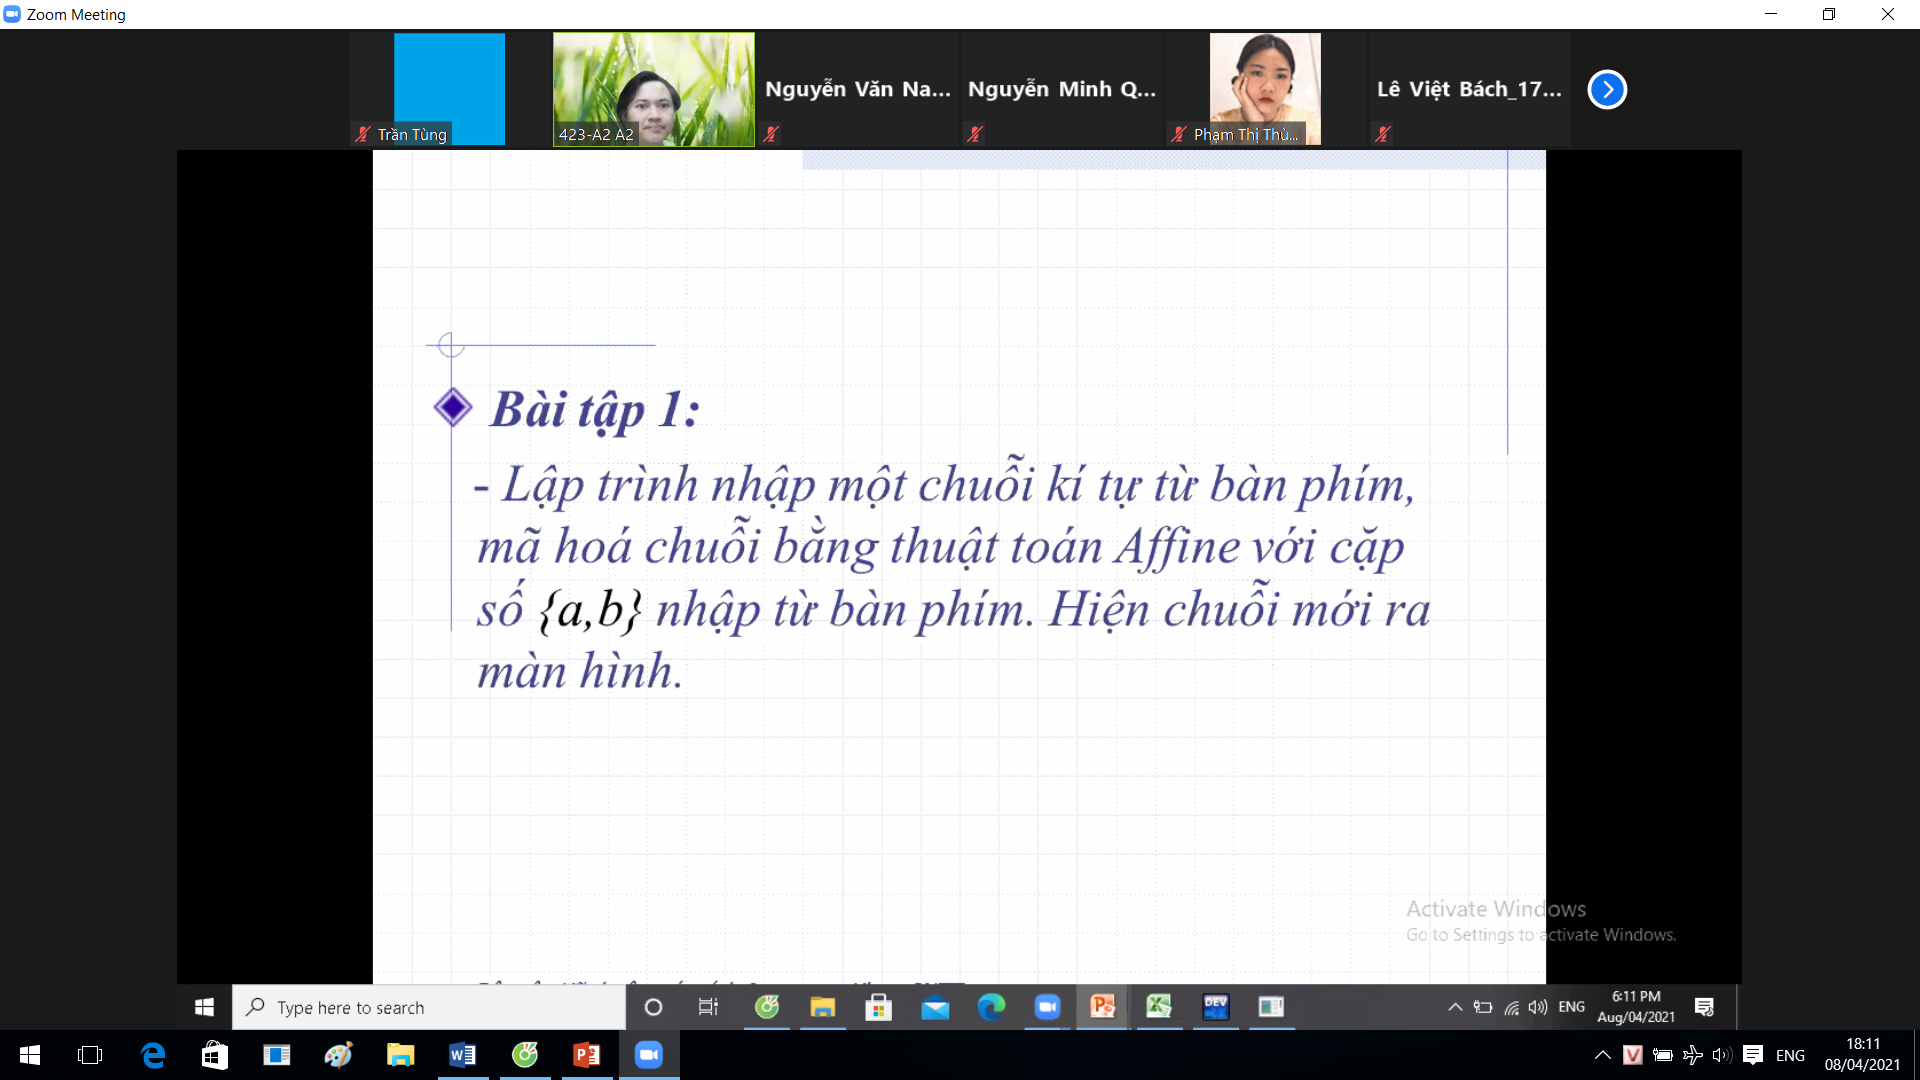 Zoom Meeting
Trần Tùng
423-A2 A2
Nguyễn Văn Na...
Nguyễn Minh Q...
Phạm Thị Thù...
Lê Việt Bách_17...
Bài tập 1:
- Lập trình nhập một chuỗi kí tự từ bàn phím,
mã hoá chuỗi bằng thuật toán Affine với cặp
số {a,b} nhập từ bàn phím. Hiện chuỗi mới ra
màn hình.
Activate Windows
Go to Settings to activate Windows.
Type here to search
DEV
ENG
6:11 PM
Aug/04/2021
ENG
18:11
08/04/2021